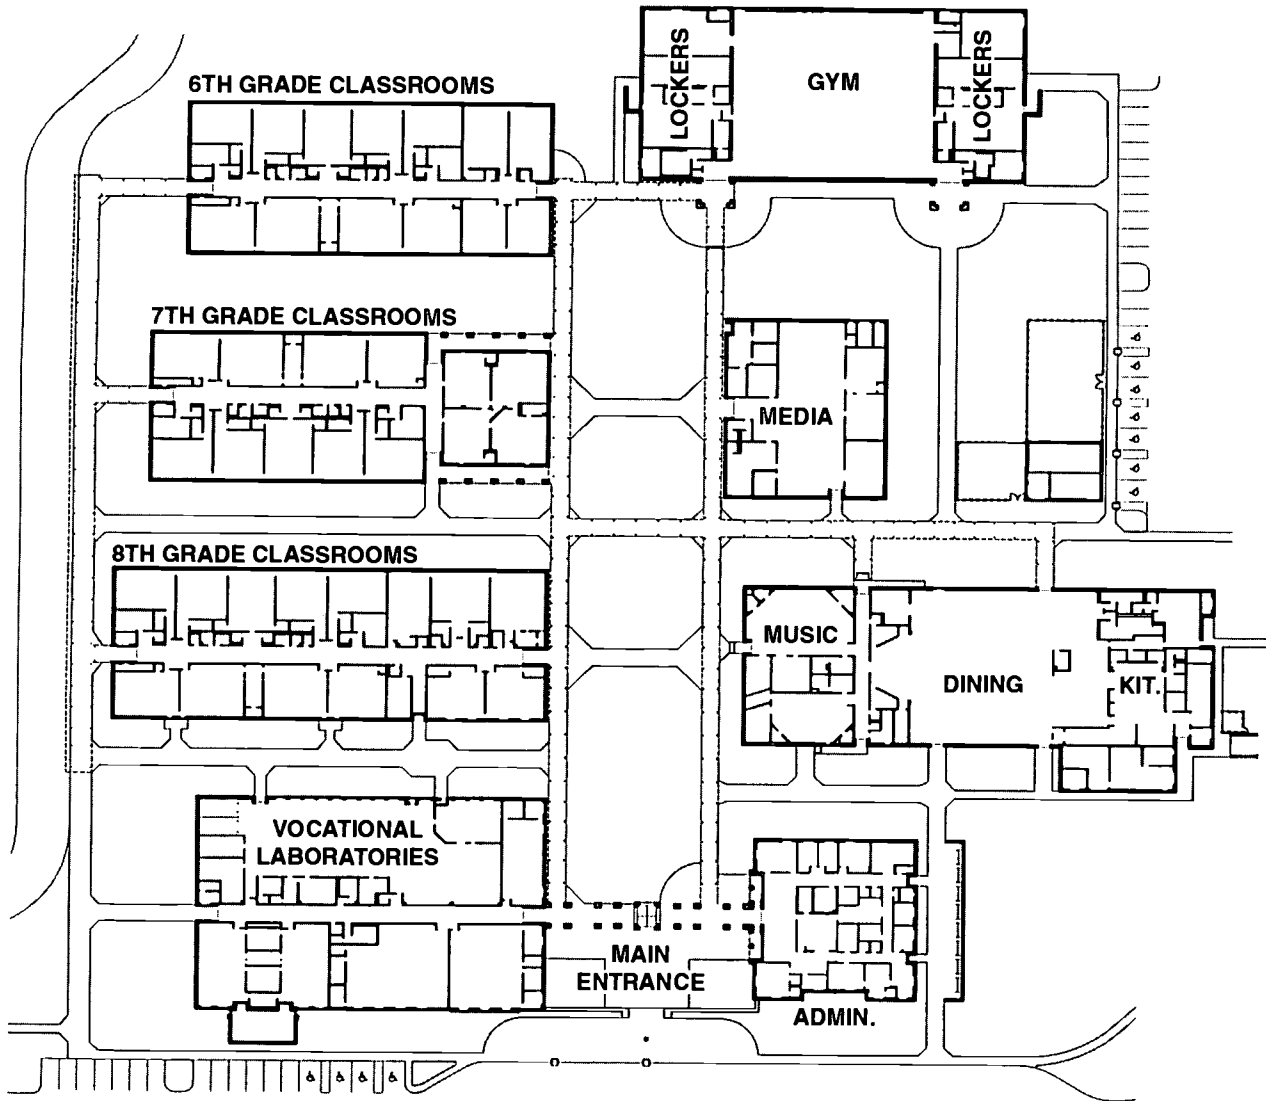 6TH GRADE CLASSROOMS
LOCKERS
GYM
LOCKERS
7TH GRADE CLASSROOMS
MEDIA
8TH GRADE CLASSROOMS
MUSIC
DINING
KIT.
VOCATIONAL
LABORATORIES
MAIN
ENTRANCE
ADMIN.